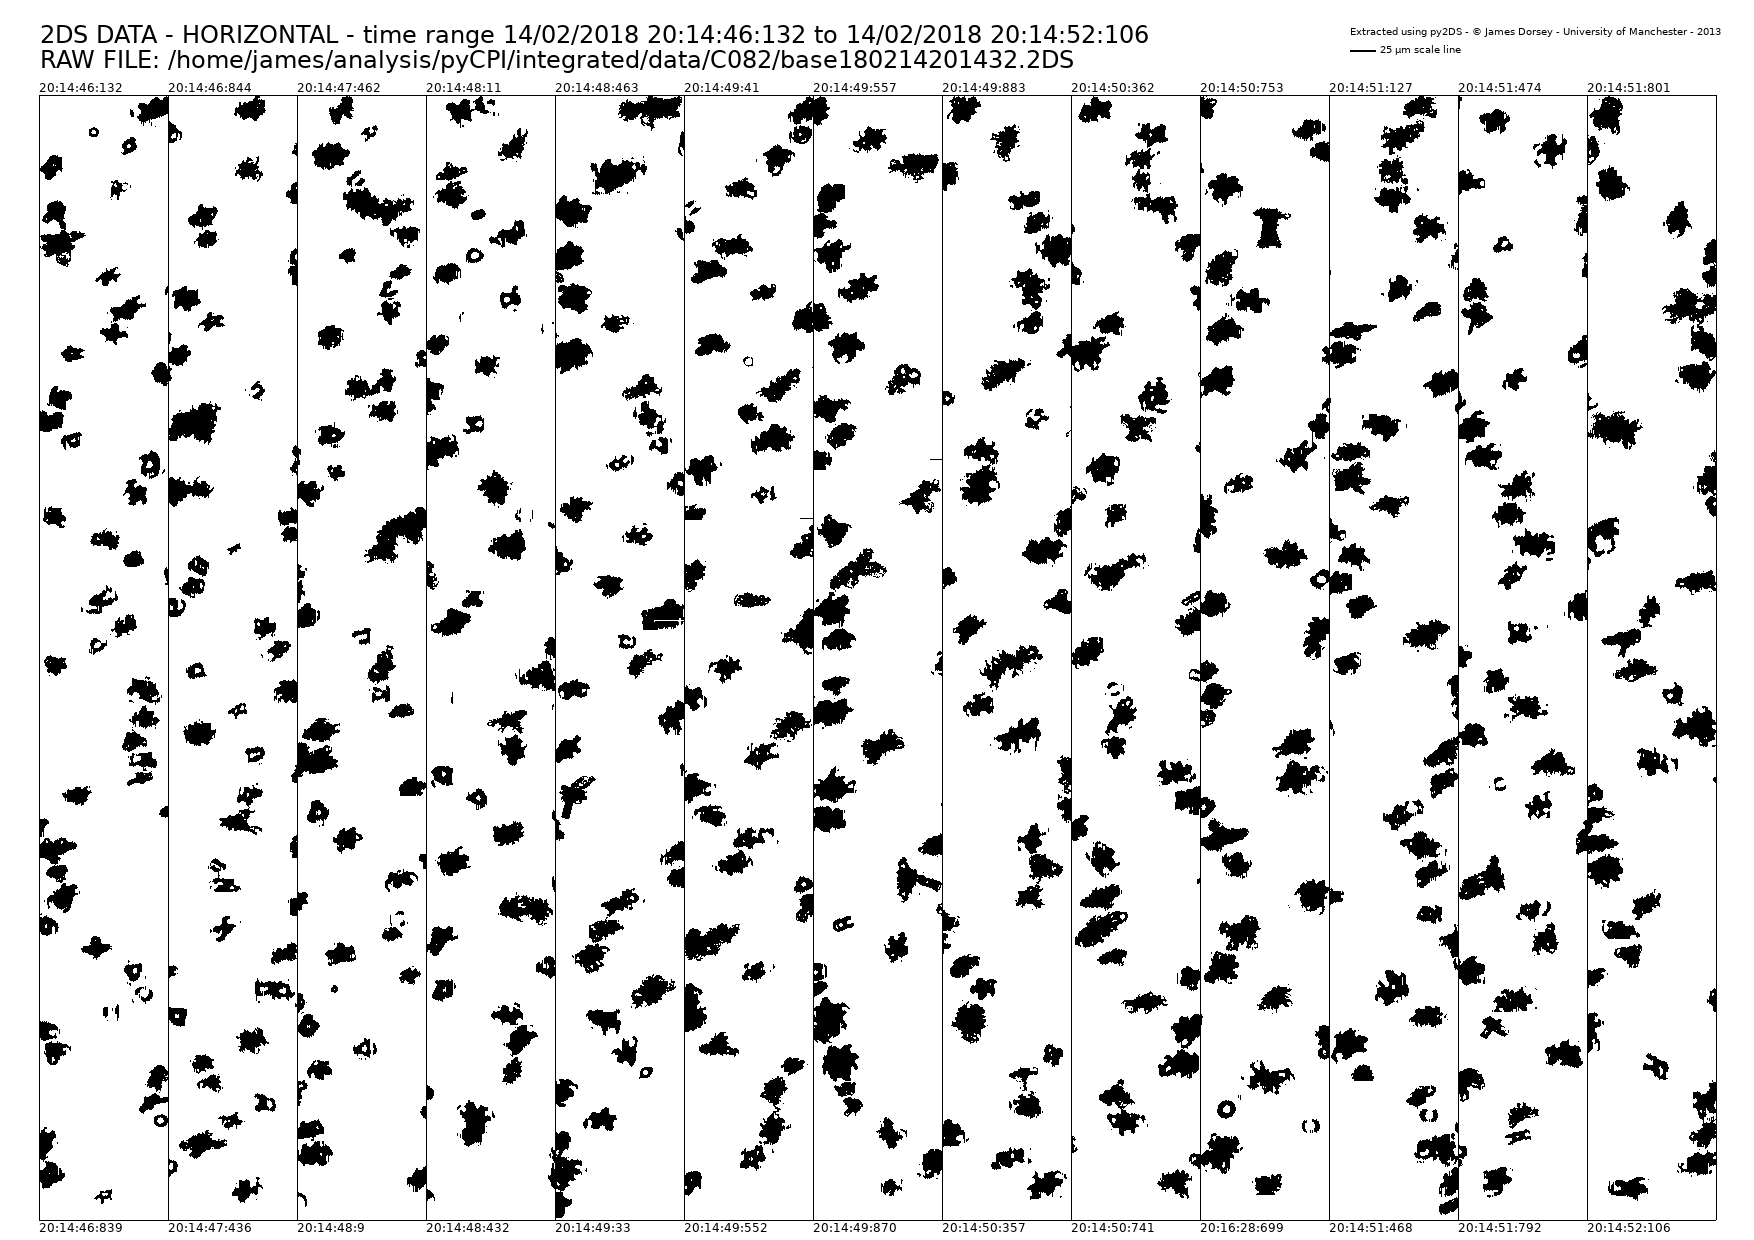 2DS DATA - HORIZONTAL - time range 14/02/2018 20:14:46:132 to 14/02/2018 20:14:52:106
RAW FILE: /home/james/analysis/pyCPI/integrated/data/C082/base180214201432.2DS
Extracted using py2DS - © James Dorsey - University of Manchester - 2013
25 µm scale line
20:14:46:132 20:14:46:844 20:14:47:462 20:14:48:11 20:14:48:463 20:14:49:41 20:14:49:557 20:14:49:883 20:14:50:362 20:14:50:753 20:14:51:127 20:14:51:474 20:14:51:801
20:14:46:839 20:14:47:436 20:14:48:9 20:14:48:432 20:14:49:33 20:14:49:552 20:14:49:870 20:14:50:357 20:14:50:741 20:16:28:699 20:14:51:468 20:14:51:792 20:14:52:106